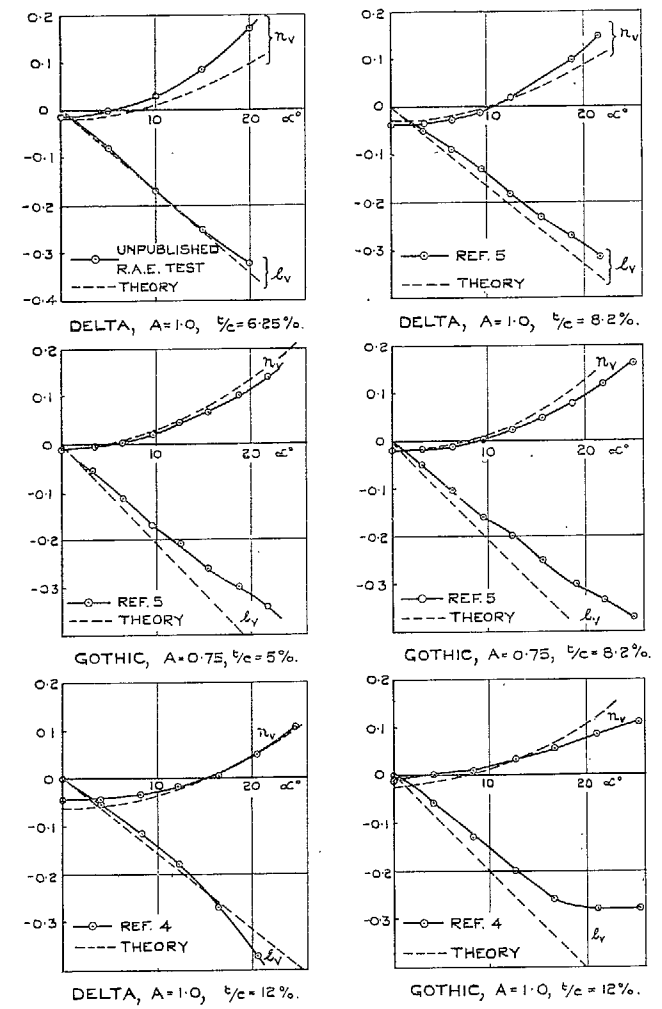 0.2
0.1
0
-0.1
-0.2
-0.3
-0.4
10
20
α°
n_v
l_v
UNPUBLISHED
R.A.E. TEST
THEORY
DELTA, A=1.0, t/c=6.25%.
0.2
0.1
0
-0.1
-0.2
-0.3
10
20
α°
n_v
l_v
REF. 5
THEORY
DELTA, A=1.0, t/c=8.2%.
0.2
0.1
0
-0.1
-0.2
-0.3
10
20
α°
n_v
l_v
REF. 5
THEORY
GOTHIC, A=0.75, t/c=5%.
0.2
0.1
0
-0.1
-0.2
-0.3
10
20
α°
n_v
l_v
REF. 5
THEORY
GOTHIC, A=0.75, t/c=8.2%.
0.2
0.1
0
-0.1
-0.2
-0.3
10
20
α°
n_v
l_v
REF. 4
THEORY
DELTA, A=1.0, t/c=12%.
0.2
0.1
0
-0.1
-0.2
-0.3
10
20
α°
n_v
l_v
REF. 4
THEORY
GOTHIC, A=1.0, t/c=12%.